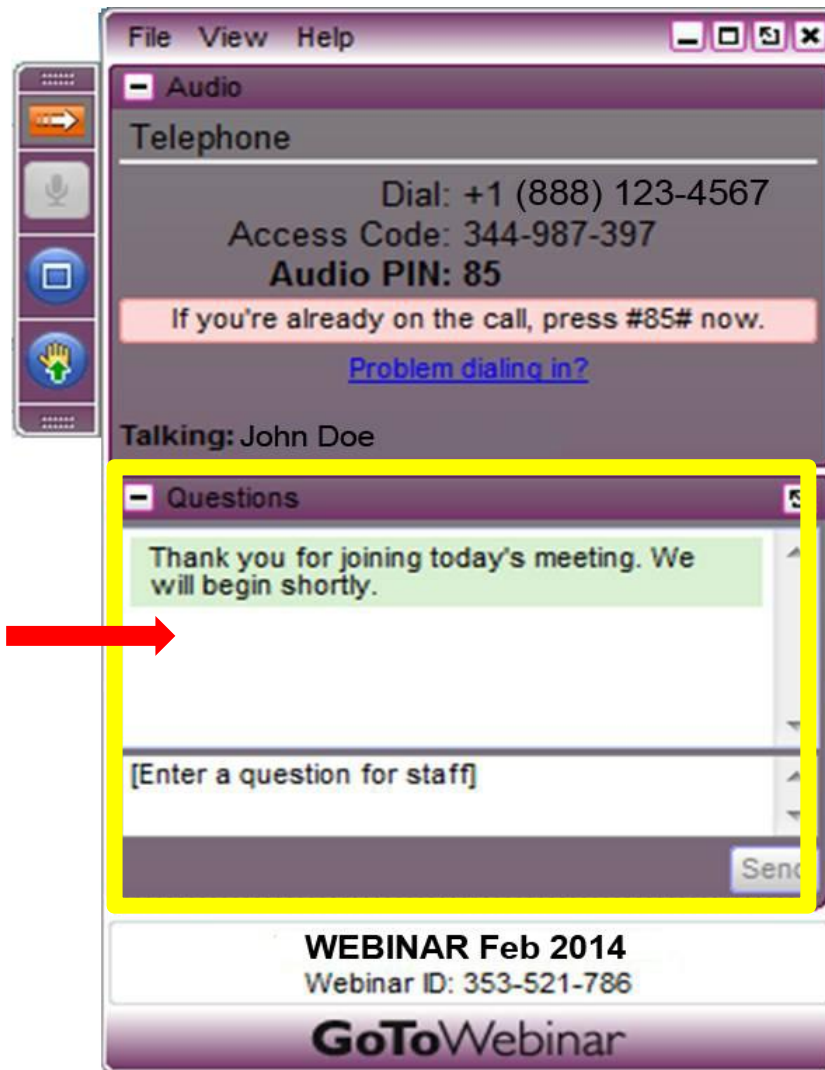 File View Help
Audio
Telephone
Dial: +1 (888) 123-4567
Access Code: 344-987-397
Audio PIN: 85
If you're already on the call, press #85# now.
Problem dialing in?
Talking: John Doe
Questions
Thank you for joining today's meeting. We
will begin shortly.
[Enter a question for staff]
Send
WEBINAR Feb 2014
Webinar ID: 353-521-786
GoToWebinar